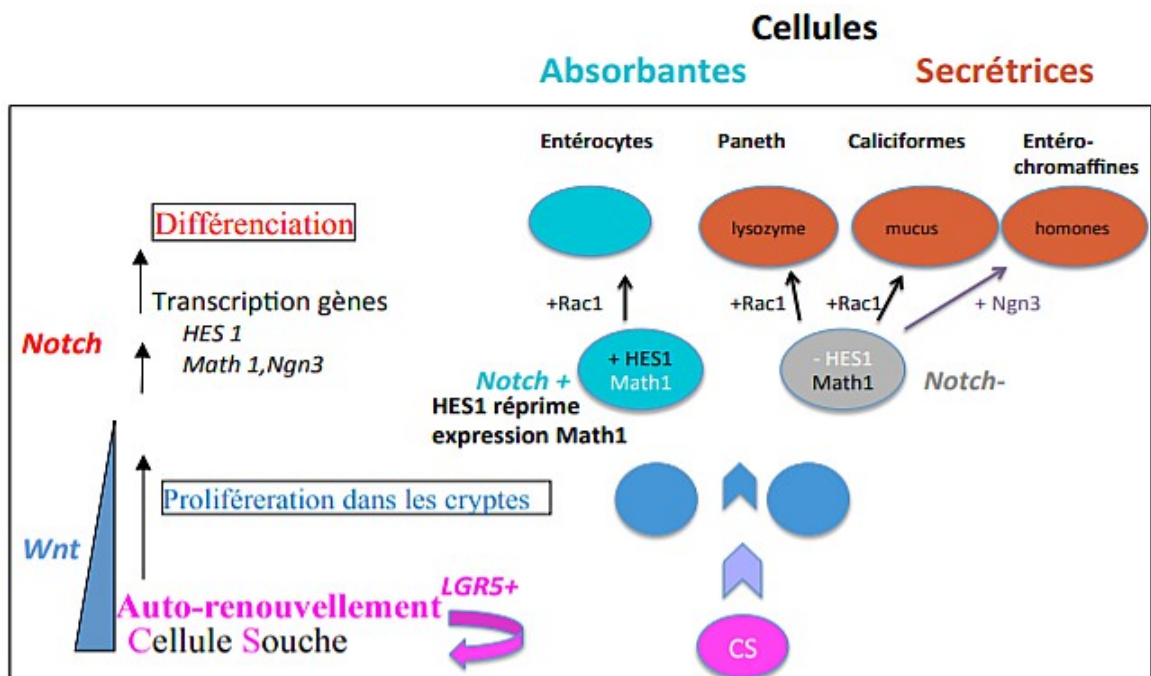 Cellules
Absorbantes
Secrétrices
Entérocytes
Paneth
Caliciformes
Entéro-
chromaffines
Différenciation
lysozyme
mucus
homones
Transcription gènes
HES 1
Math 1,Ngn3
+Rac1
+Rac1
+Rac1
+ Ngn3
Notch
Notch +
+ HES1
Math1
- HES1
Math1
Notch-
HES1 réprime
expression Math1
Proliféreration dans les cryptes
Wnt
LGR5+
Auto-renouvellement
Cellule Souche
CS